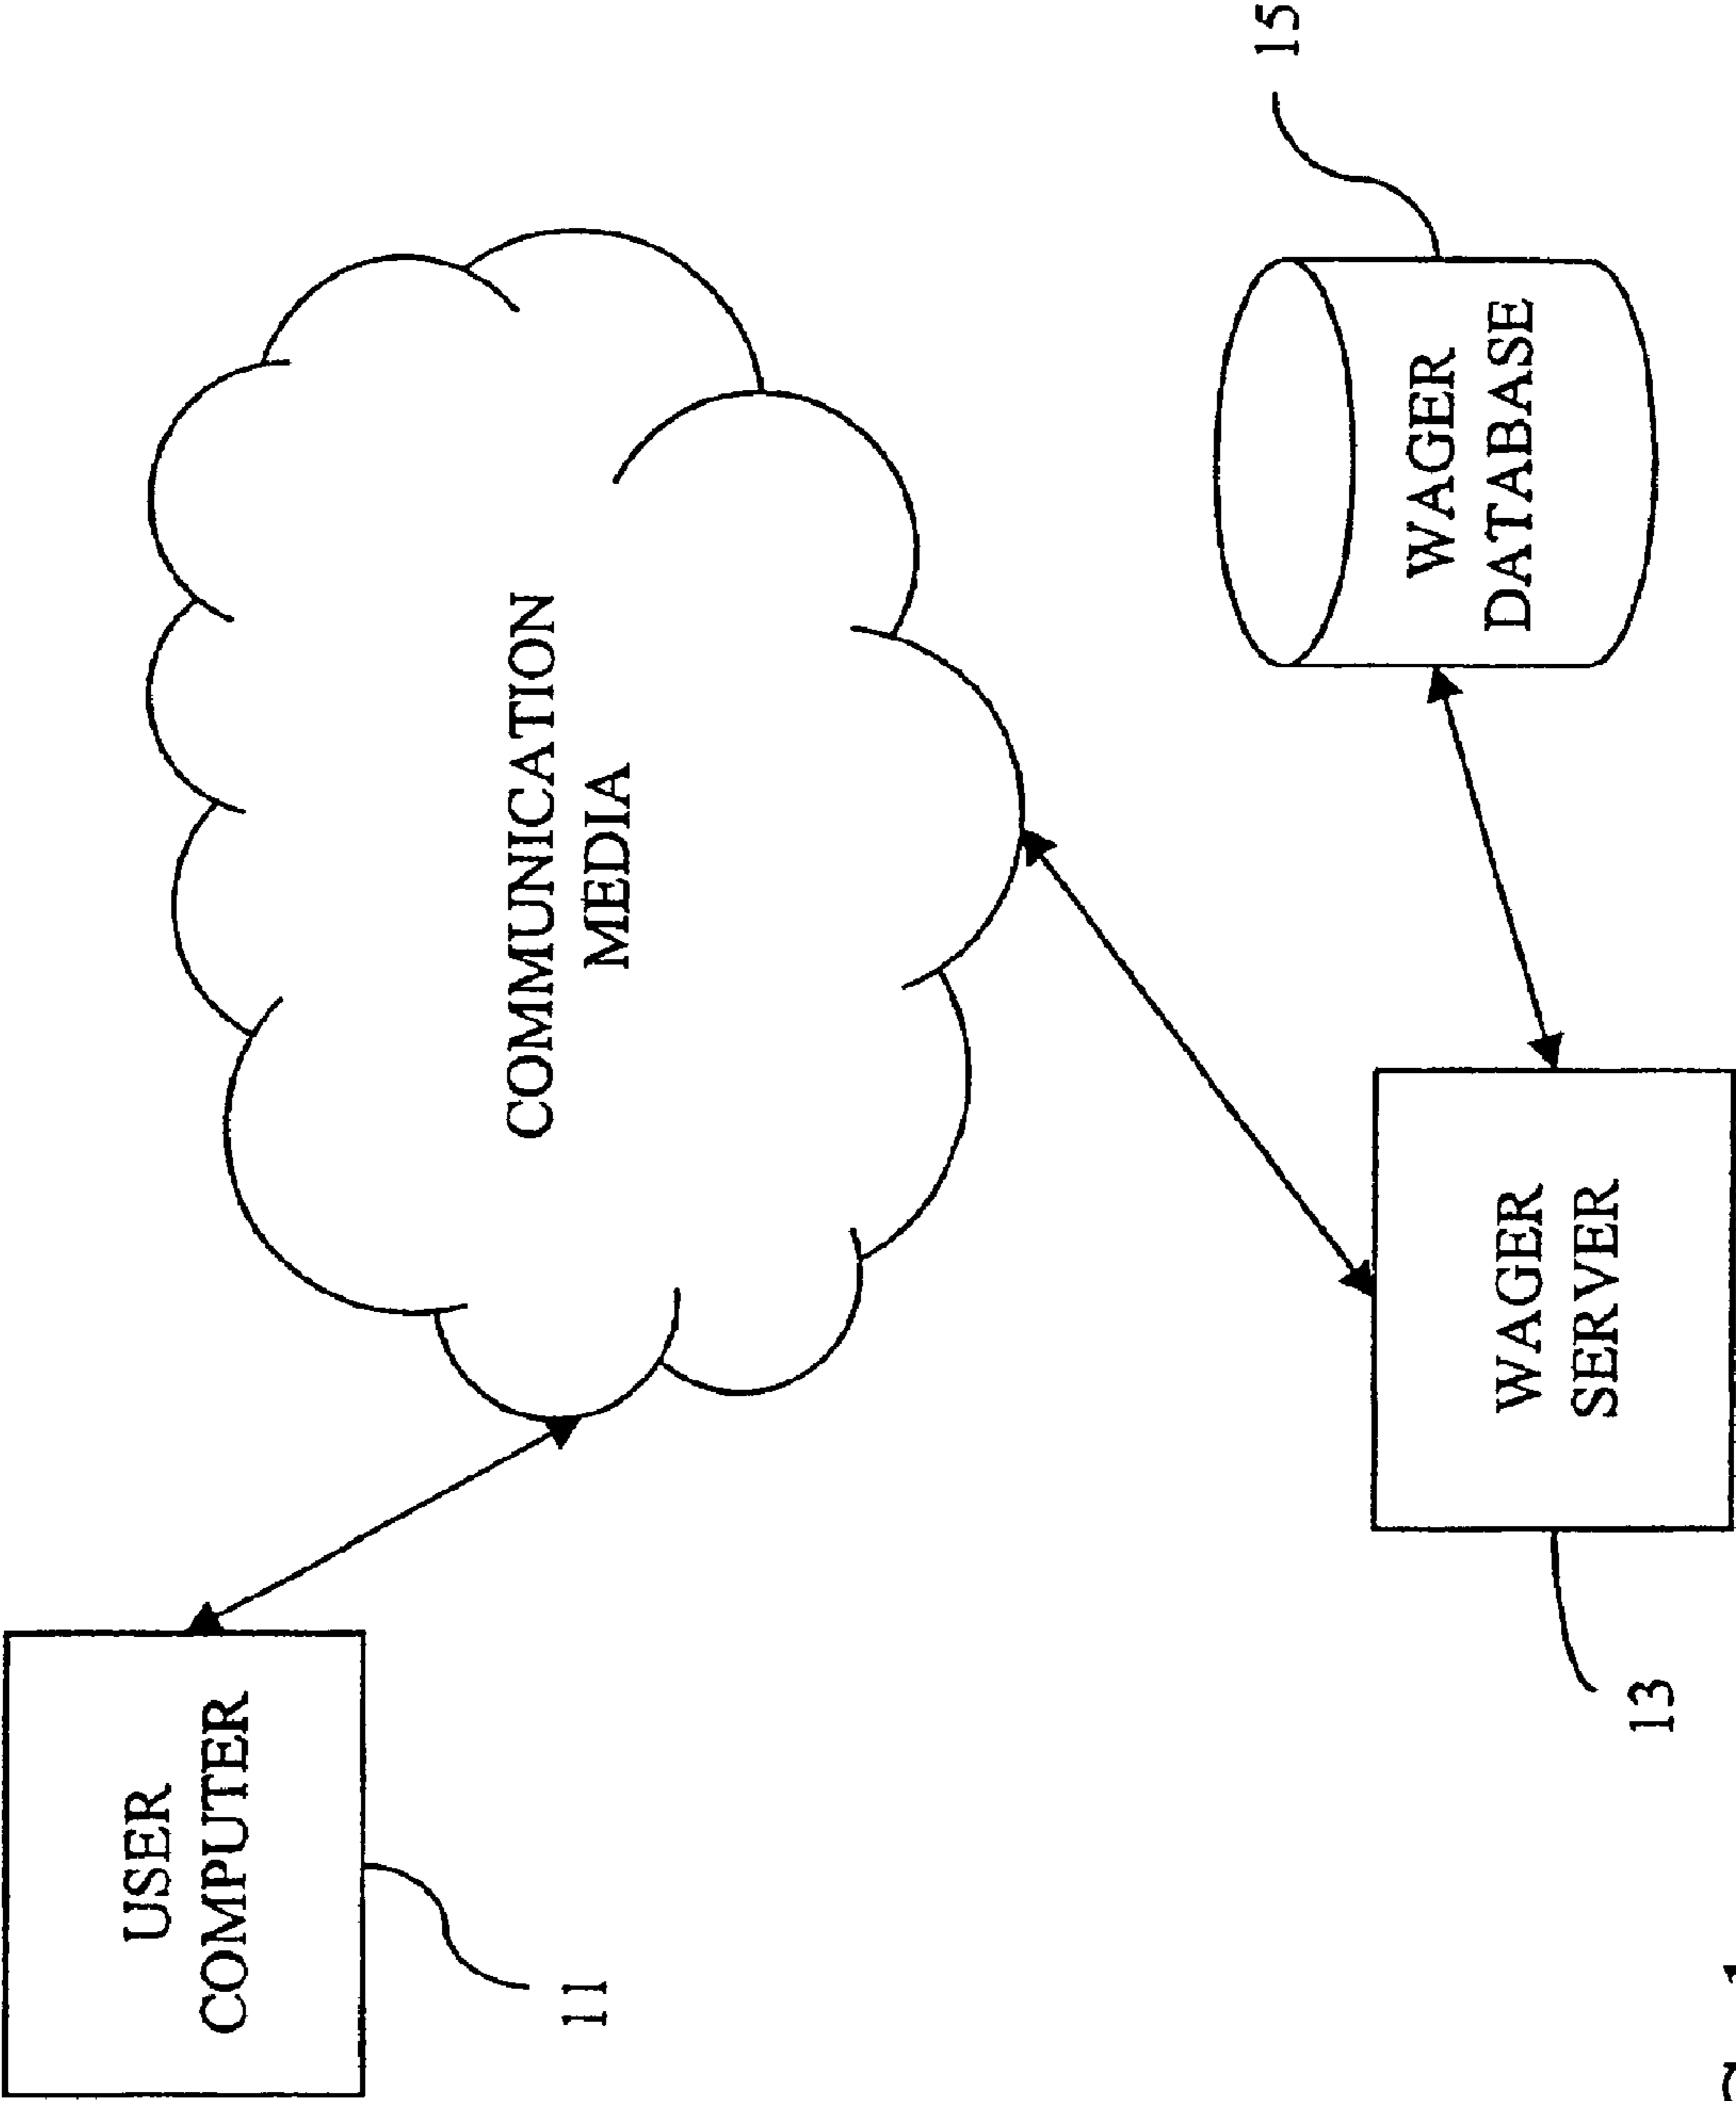 USER
COMPUTER
11
COMMUNICATION
MEDIA
WAGER
SERVER
13
WAGER
DATABASE
15